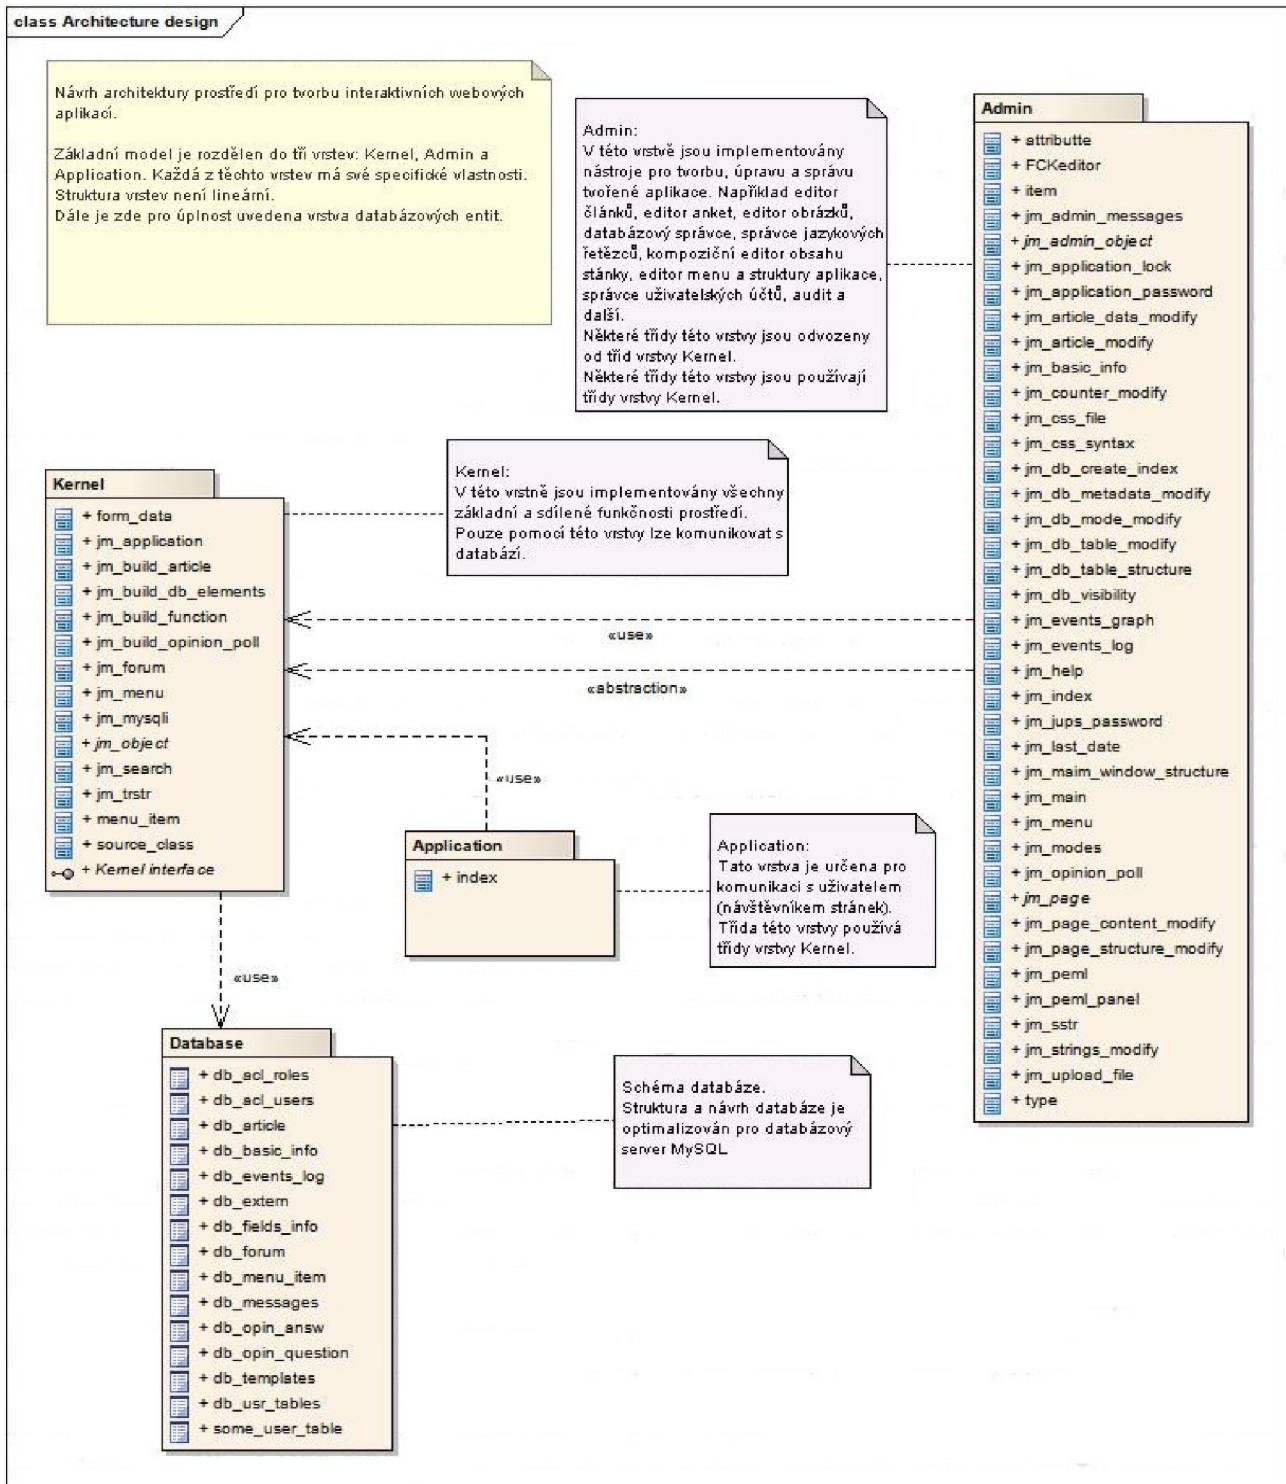 class Architecture design
Návrh architektury prostředí pro tvorbu interaktivních webových
aplikací.
Základní model je rozdělen do tří vrstev: Kernel, Admin a
Application. Každá z těchto vrstev má své specifické vlastnosti.
Struktura vrstev není lineární.
Dále je zde pro úplnost uvedena vrstva databázových entit.
Admin:
V této vrstvě jsou implementovány
nástroje pro tvorbu, úpravu a správu
tvořené aplikace. Například editor
článků, editor anket, editor obrázků,
databázový správce, správce jazykových
řetězců, kompoziční editor obsahu
stánky, editor menu a struktury aplikace,
správce uživatelských účtů, audit a
další.
Některé třídy této vrstvy jsou odvozeny
od tříd vrstvy Kernel.
Některé třídy této vrstvy jsou používají
třídy vrstvy Kernel.
Admin
+ attributte
+ FCKeditor
+ item
+ jm_admin_messages
+ jm_admin_object
+ jm_application_lock
+ jm_application_password
+ jm_article_data_modify
+ jm_article_modify
+ jm_basic_info
+ jm_counter_modify
+ jm_css_file
+ jm_css_syntax
+ jm_db_create_index
+ jm_db_metadata_modify
+ jm_db_mode_modify
+ jm_db_table_modify
+ jm_db_table_structure
+ jm_db_visibility
+ jm_events_graph
+ jm_events_log
+ jm_help
+ jm_index
+ jm_jups_password
+ jm_last_date
+ jm_maim_window_structure
+ jm_main
+ jm_menu
+ jm_modes
+ jm_opinion_poll
+ jm_page
+ jm_page_content_modify
+ jm_page_structure_modify
+ jm_peml
+ jm_peml_panel
+ jm_sstr
+ jm_strings_modify
+ jm_upload_file
+ type
Kernel:
V této vrstně jsou implementovány všechny
základní a sdílené funkčnosti prostředí.
Pouze pomocí této vrstvy lze komunikovat s
databází.
Kernel
+ form_data
+ jm_application
+ jm_build_article
+ jm_build_db_elements
+ jm_build_function
+ jm_build_opinion_poll
+ jm_forum
+ jm_menu
+ jm_mysqli
+ jm_object
+ jm_search
+ jm_trstr
+ menu_item
+ source_class
+ Kernel interface
«use»
«abstraction»
«use»
Application
+ index
Application:
Tato vrstva je určena pro
komunikaci s uživatelem
(návštěvníkem stránek).
Třída této vrstvy používá
třídy vrstvy Kernel.
«use»
Database
+ db_acl_roles
+ db_acl_users
+ db_article
+ db_basic_info
+ db_events_log
+ db_extern
+ db_fields_info
+ db_forum
+ db_menu_item
+ db_messages
+ db_opin_answ
+ db_opin_question
+ db_templates
+ db_usr_tables
+ some_user_table
Schéma databáze.
Struktura a návrh databáze je
optimalizován pro databázový
server MySQL